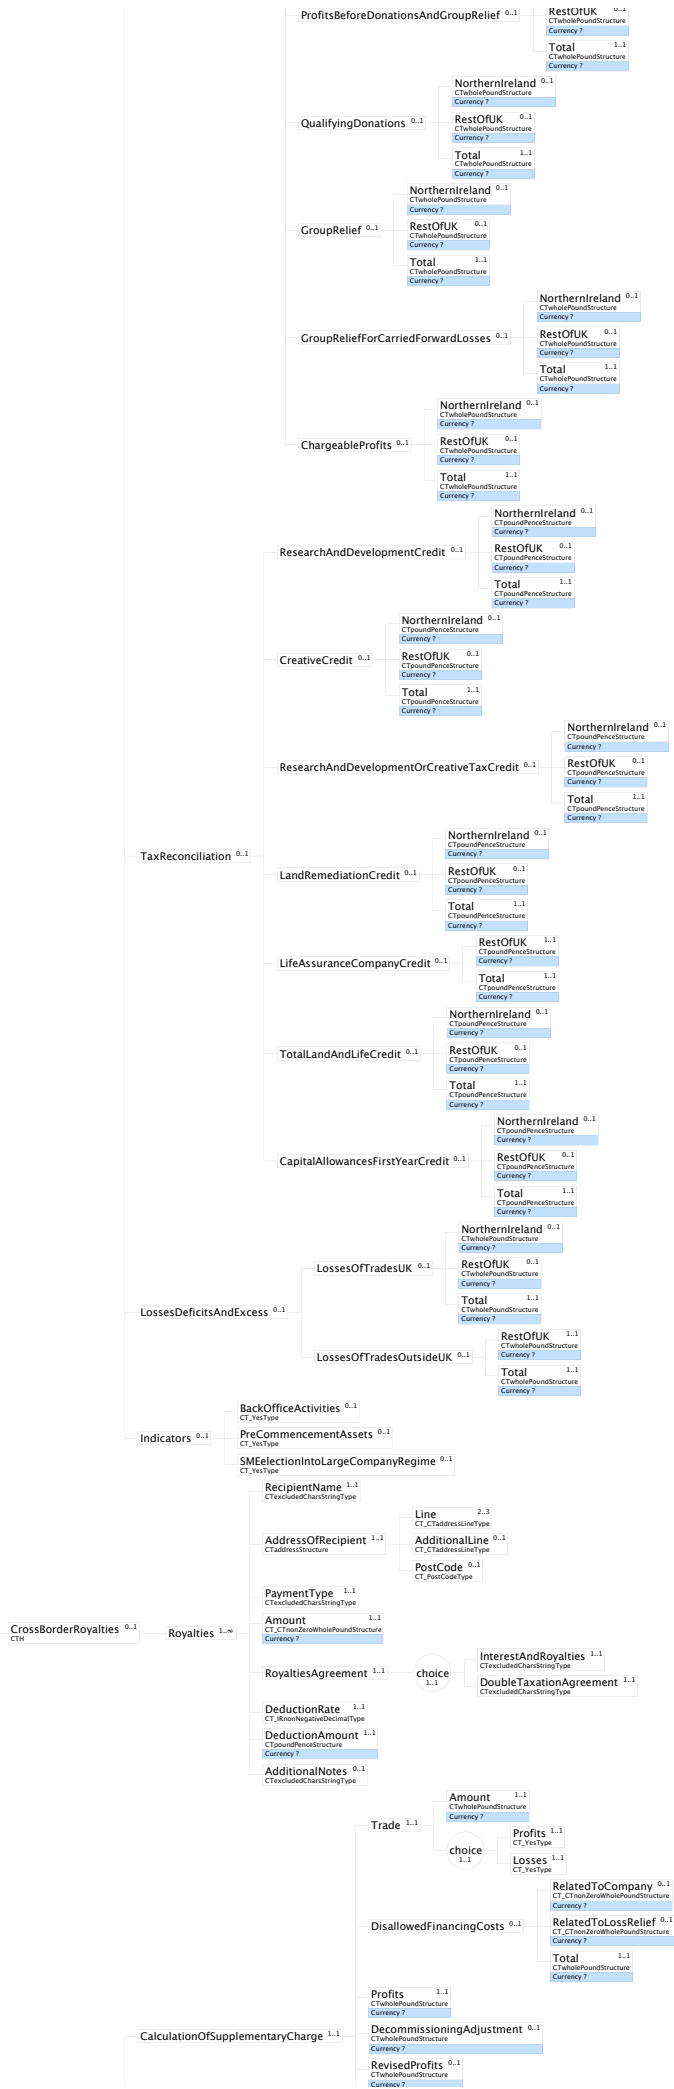 ProfitsBeforeDonationsAndGroupRelief 0..1
RestOfUK 0..1
CTwholePoundStructure
Currency ?
Total 1..1
CTwholePoundStructure
Currency ?
QualifyingDonations 0..1
NorthernIreland 0..1
CTwholePoundStructure
Currency ?
RestOfUK 0..1
CTwholePoundStructure
Currency ?
Total 1..1
CTwholePoundStructure
Currency ?
GroupRelief 0..1
NorthernIreland 0..1
CTwholePoundStructure
Currency ?
RestOfUK 0..1
CTwholePoundStructure
Currency ?
Total 1..1
CTwholePoundStructure
Currency ?
GroupReliefForCarriedForwardLosses 0..1
NorthernIreland 0..1
CTwholePoundStructure
Currency ?
RestOfUK 0..1
CTwholePoundStructure
Currency ?
Total 1..1
CTwholePoundStructure
Currency ?
ChargeableProfits 0..1
NorthernIreland 0..1
CTwholePoundStructure
Currency ?
RestOfUK 0..1
CTwholePoundStructure
Currency ?
Total 1..1
CTwholePoundStructure
Currency ?
TaxReconciliation 0..1
ResearchAndDevelopmentCredit 0..1
NorthernIreland 0..1
CTpoundPenceStructure
Currency ?
RestOfUK 0..1
CTpoundPenceStructure
Currency ?
Total 1..1
CTpoundPenceStructure
Currency ?
CreativeCredit 0..1
NorthernIreland 0..1
CTpoundPenceStructure
Currency ?
RestOfUK 0..1
CTpoundPenceStructure
Currency ?
Total 1..1
CTpoundPenceStructure
Currency ?
ResearchAndDevelopmentOrCreativeTaxCredit 0..1
NorthernIreland 0..1
CTpoundPenceStructure
Currency ?
RestOfUK 0..1
CTpoundPenceStructure
Currency ?
Total 1..1
CTpoundPenceStructure
Currency ?
LandRemediationCredit 0..1
NorthernIreland 0..1
CTpoundPenceStructure
Currency ?
RestOfUK 0..1
CTpoundPenceStructure
Currency ?
Total 1..1
CTpoundPenceStructure
Currency ?
LifeAssuranceCompanyCredit 0..1
RestOfUK 1..1
CTpoundPenceStructure
Currency ?
Total 1..1
CTpoundPenceStructure
Currency ?
TotalLandAndLifeCredit 0..1
NorthernIreland 0..1
CTpoundPenceStructure
Currency ?
RestOfUK 0..1
CTpoundPenceStructure
Currency ?
Total 1..1
CTpoundPenceStructure
Currency ?
CapitalAllowancesFirstYearCredit 0..1
NorthernIreland 0..1
CTpoundPenceStructure
Currency ?
RestOfUK 0..1
CTpoundPenceStructure
Currency ?
Total 1..1
CTpoundPenceStructure
Currency ?
LossesDeficitsAndExcess 0..1
LossesOfTradesUK 0..1
NorthernIreland 0..1
CTwholePoundStructure
Currency ?
RestOfUK 0..1
CTwholePoundStructure
Currency ?
Total 1..1
CTwholePoundStructure
Currency ?
LossesOfTradesOutsideUK 0..1
RestOfUK 1..1
CTwholePoundStructure
Currency ?
Total 1..1
CTwholePoundStructure
Currency ?
Indicators 0..1
BackOfficeActivities 0..1
CT_YesType
PreCommencementAssets 0..1
CT_YesType
SMEelectionIntoLargeCompanyRegime 0..1
CT_YesType
CrossBorderRoyalties 0..1
CTH
Royalties 1..∞
RecipientName 1..1
CTexcludedCharsStringType
AddressOfRecipient 1..1
CTaddressStructure
Line 2..3
CT_CTaddressLineType
AdditionalLine 0..1
CT_CTaddressLineType
PostCode 0..1
CT_PostCodeType
PaymentType 1..1
CTexcludedCharsStringType
Amount 1..1
CT_CTnonZeroWholePoundStructure
Currency ?
RoyaltiesAgreement 1..1
choice
1..1
InterestAndRoyalties 1..1
CTexcludedCharsStringType
DoubleTaxationAgreement 1..1
CTexcludedCharsStringType
DeductionRate 1..1
CT_IRnonNegativeDecimalType
DeductionAmount 1..1
CTpoundPenceStructure
Currency ?
AdditionalNotes 0..1
CTexcludedCharsStringType
CalculationOfSupplementaryCharge 1..1
Trade 1..1
Amount 1..1
CTwholePoundStructure
Currency ?
choice
1..1
Profits 1..1
CT_YesType
Losses 1..1
CT_YesType
DisallowedFinancingCosts 0..1
RelatedToCompany 0..1
CT_CTnonZeroWholePoundStructure
Currency ?
RelatedToLossRelief 0..1
CT_CTnonZeroWholePoundStructure
Currency ?
Total 1..1
CTwholePoundStructure
Currency ?
Profits 1..1
CTwholePoundStructure
Currency ?
DecommissioningAdjustment 0..1
CTwholePoundStructure
Currency ?
RevisedProfits 0..1
CTwholePoundStructure
Currency ?